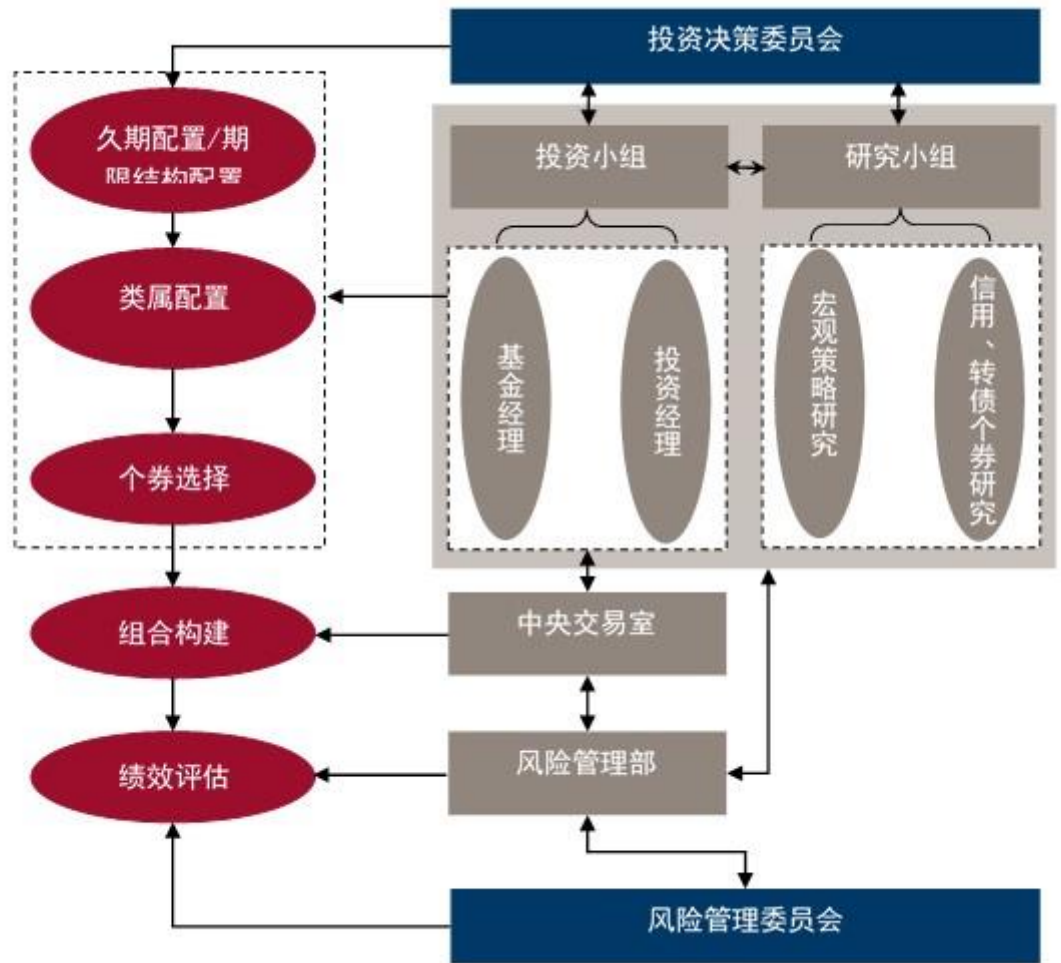 投资决策委员会
久期配置/期
限结构配置
投资小组
研究小组
类属配置
基金经理
投资经理
宏观策略研究
信用、转债个券研究
个券选择
组合构建
中央交易室
绩效评估
风险管理部
风险管理委员会